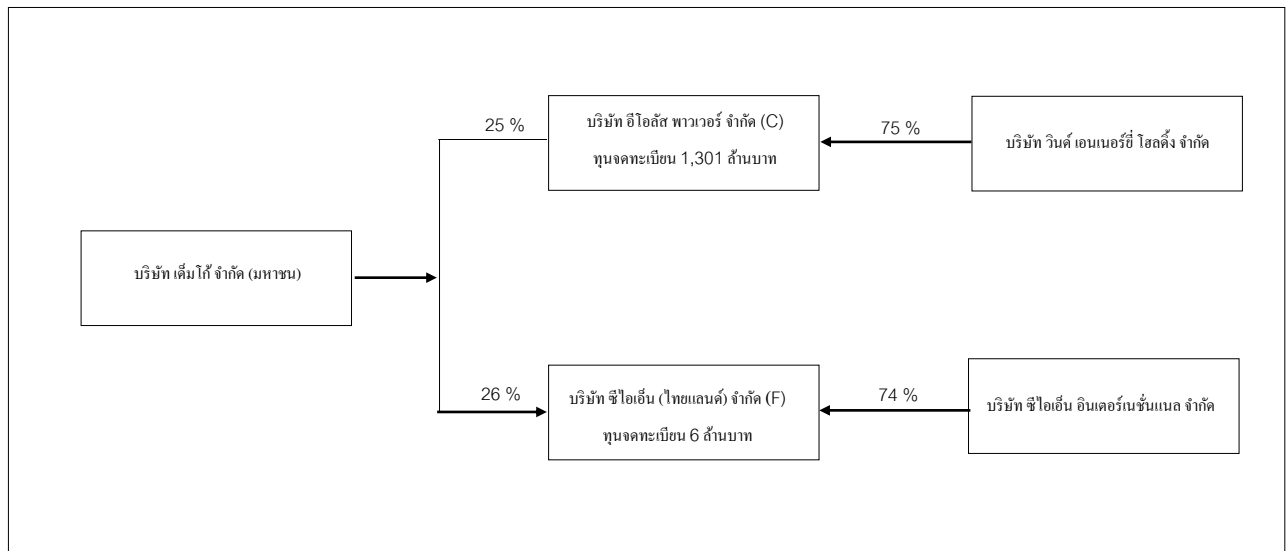 25 %
บริษัท อีโอลัส พาวเวอร์ จำกัด (C)
ทุนจดทะเบียน 1,301 ล้านบาท
75 %
บริษัท วินด์ เอนเนอร์ยี่ โฮลดิ้ง จำกัด
บริษัท เด็มโก้ จำกัด (มหาชน)
26 %
บริษัท ซีไอเอ็น (ไทยแลนด์) จำกัด (F)
ทุนจดทะเบียน 6 ล้านบาท
74 %
บริษัท ซีไอเอ็น อินเตอร์เนชั่นแนล จำกัด